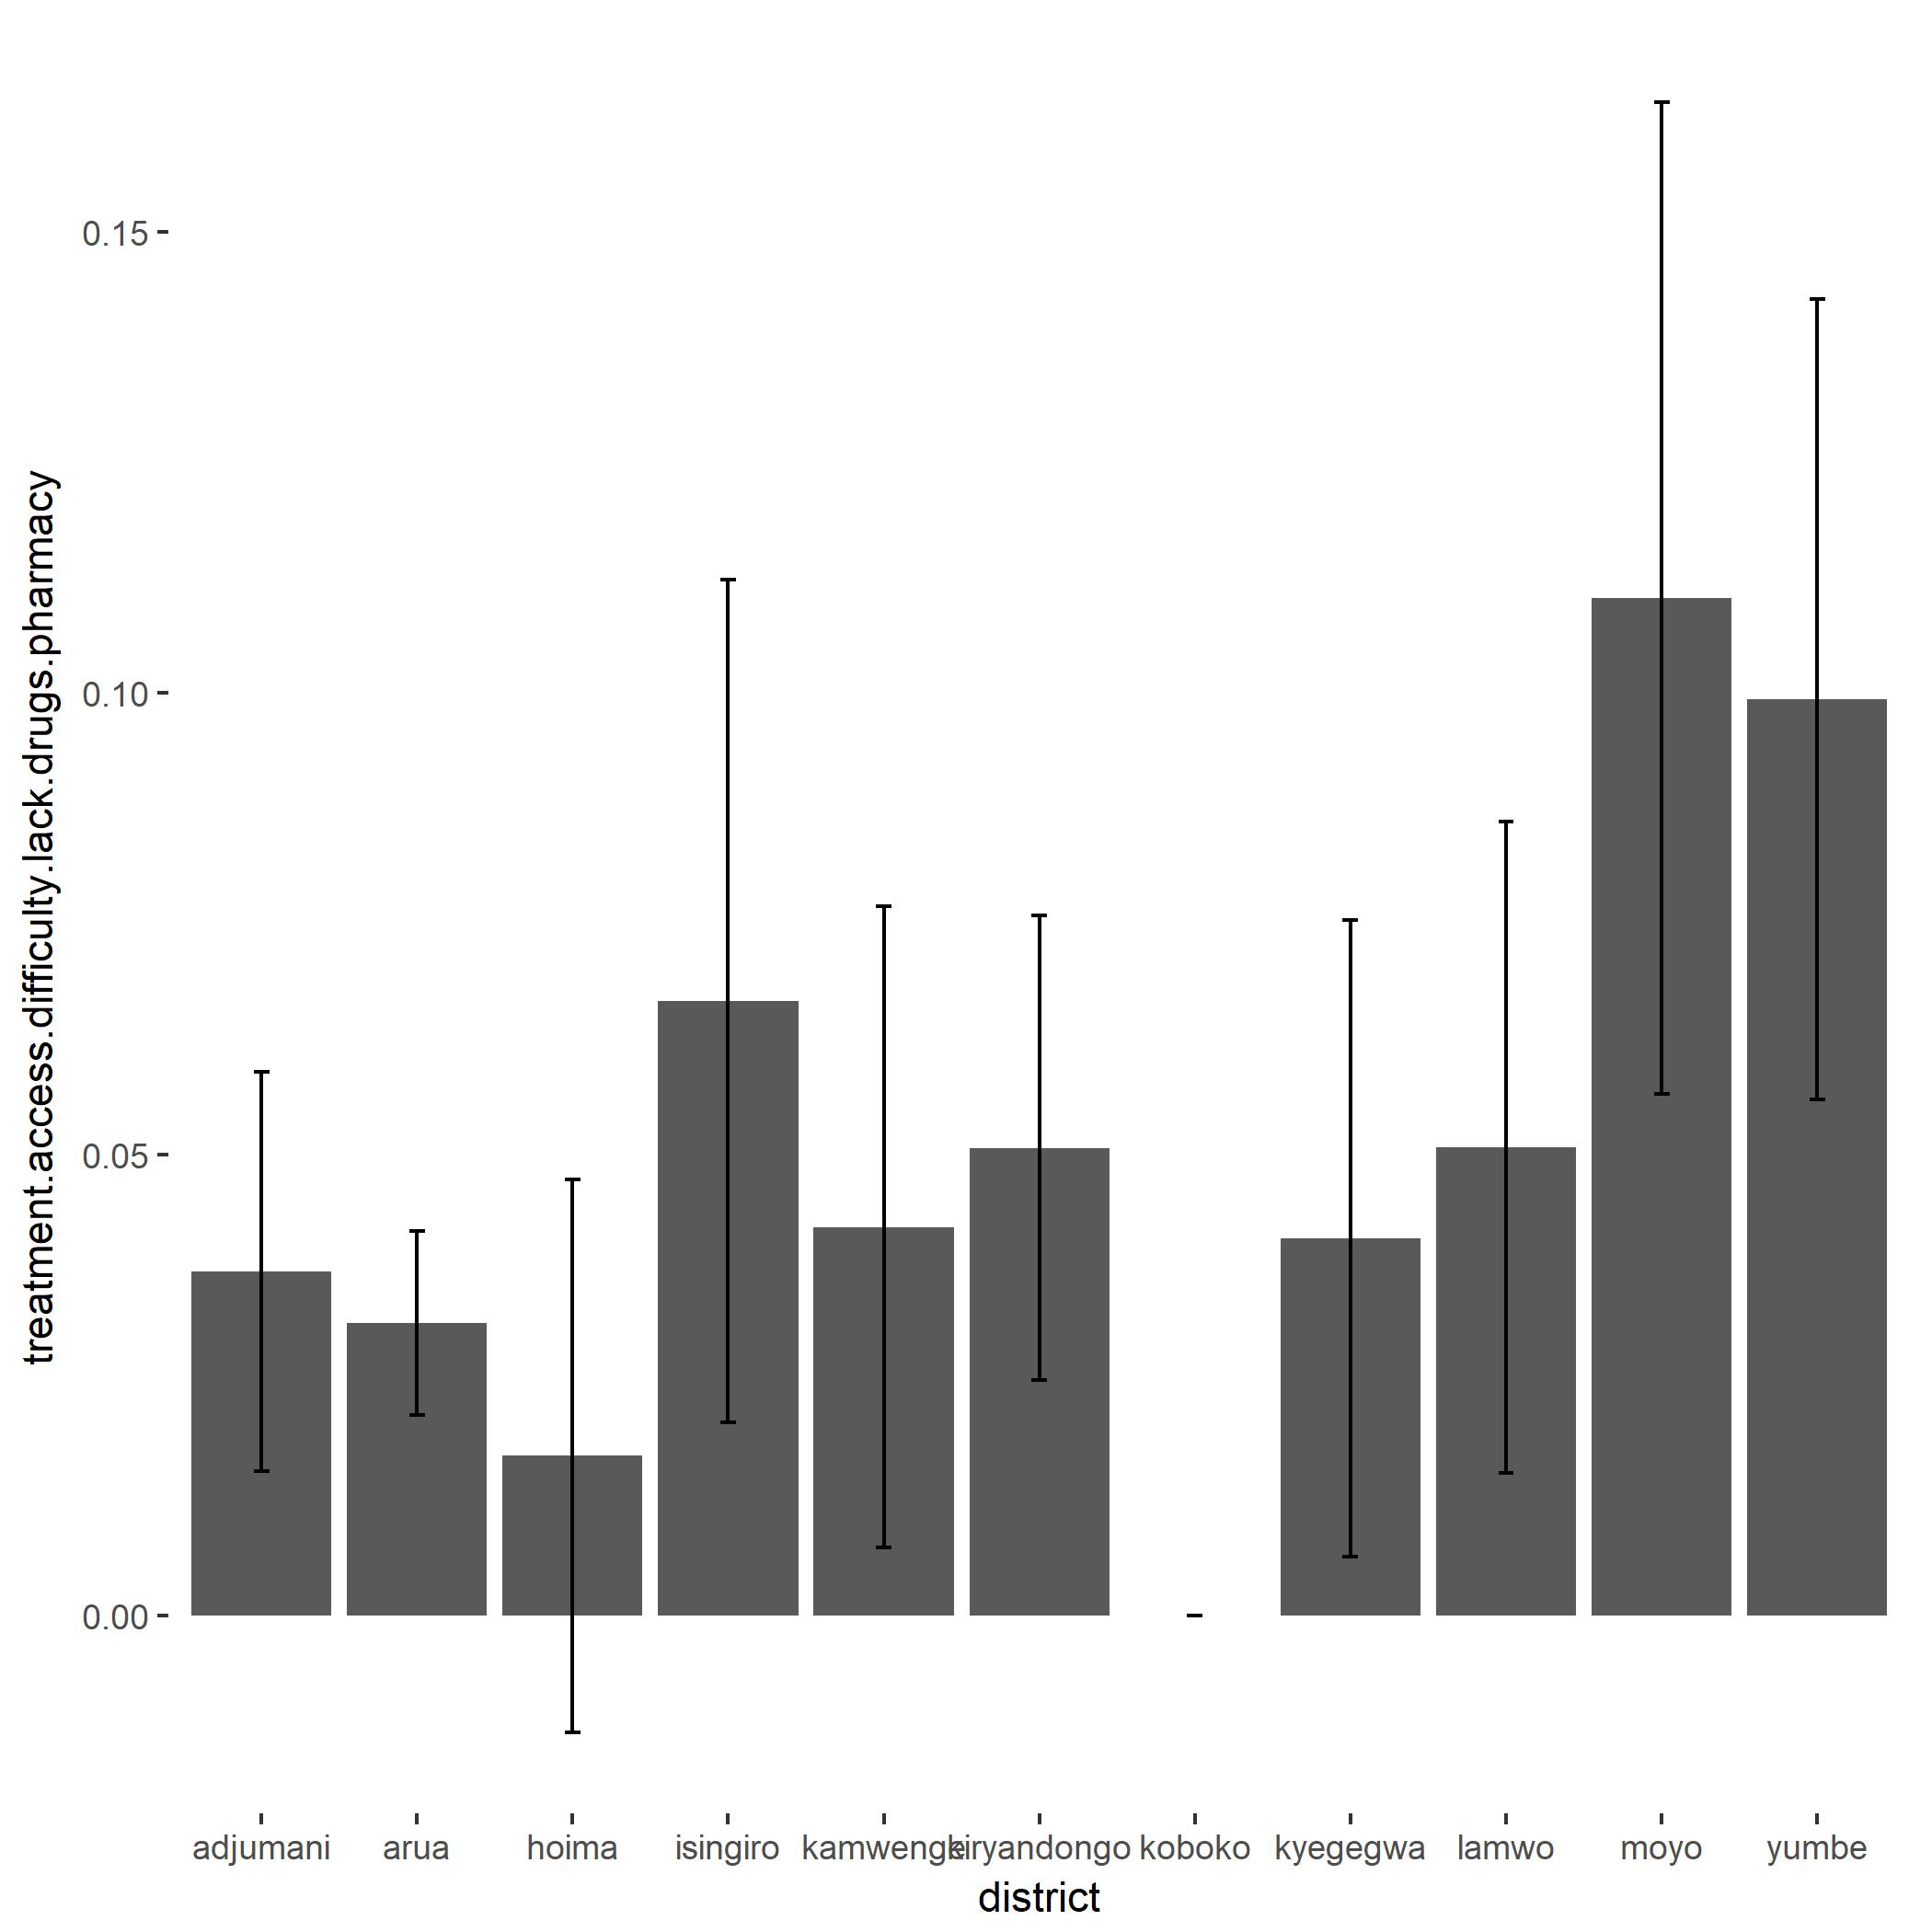 treatment.access.difficulty.lack.drugs.pharmacy
0.15
0.10
0.05
0.00
adjumani arua hoima isingiro kamwenge kiryandongo koboko kyegegwa lamwo moyo yumbe
district